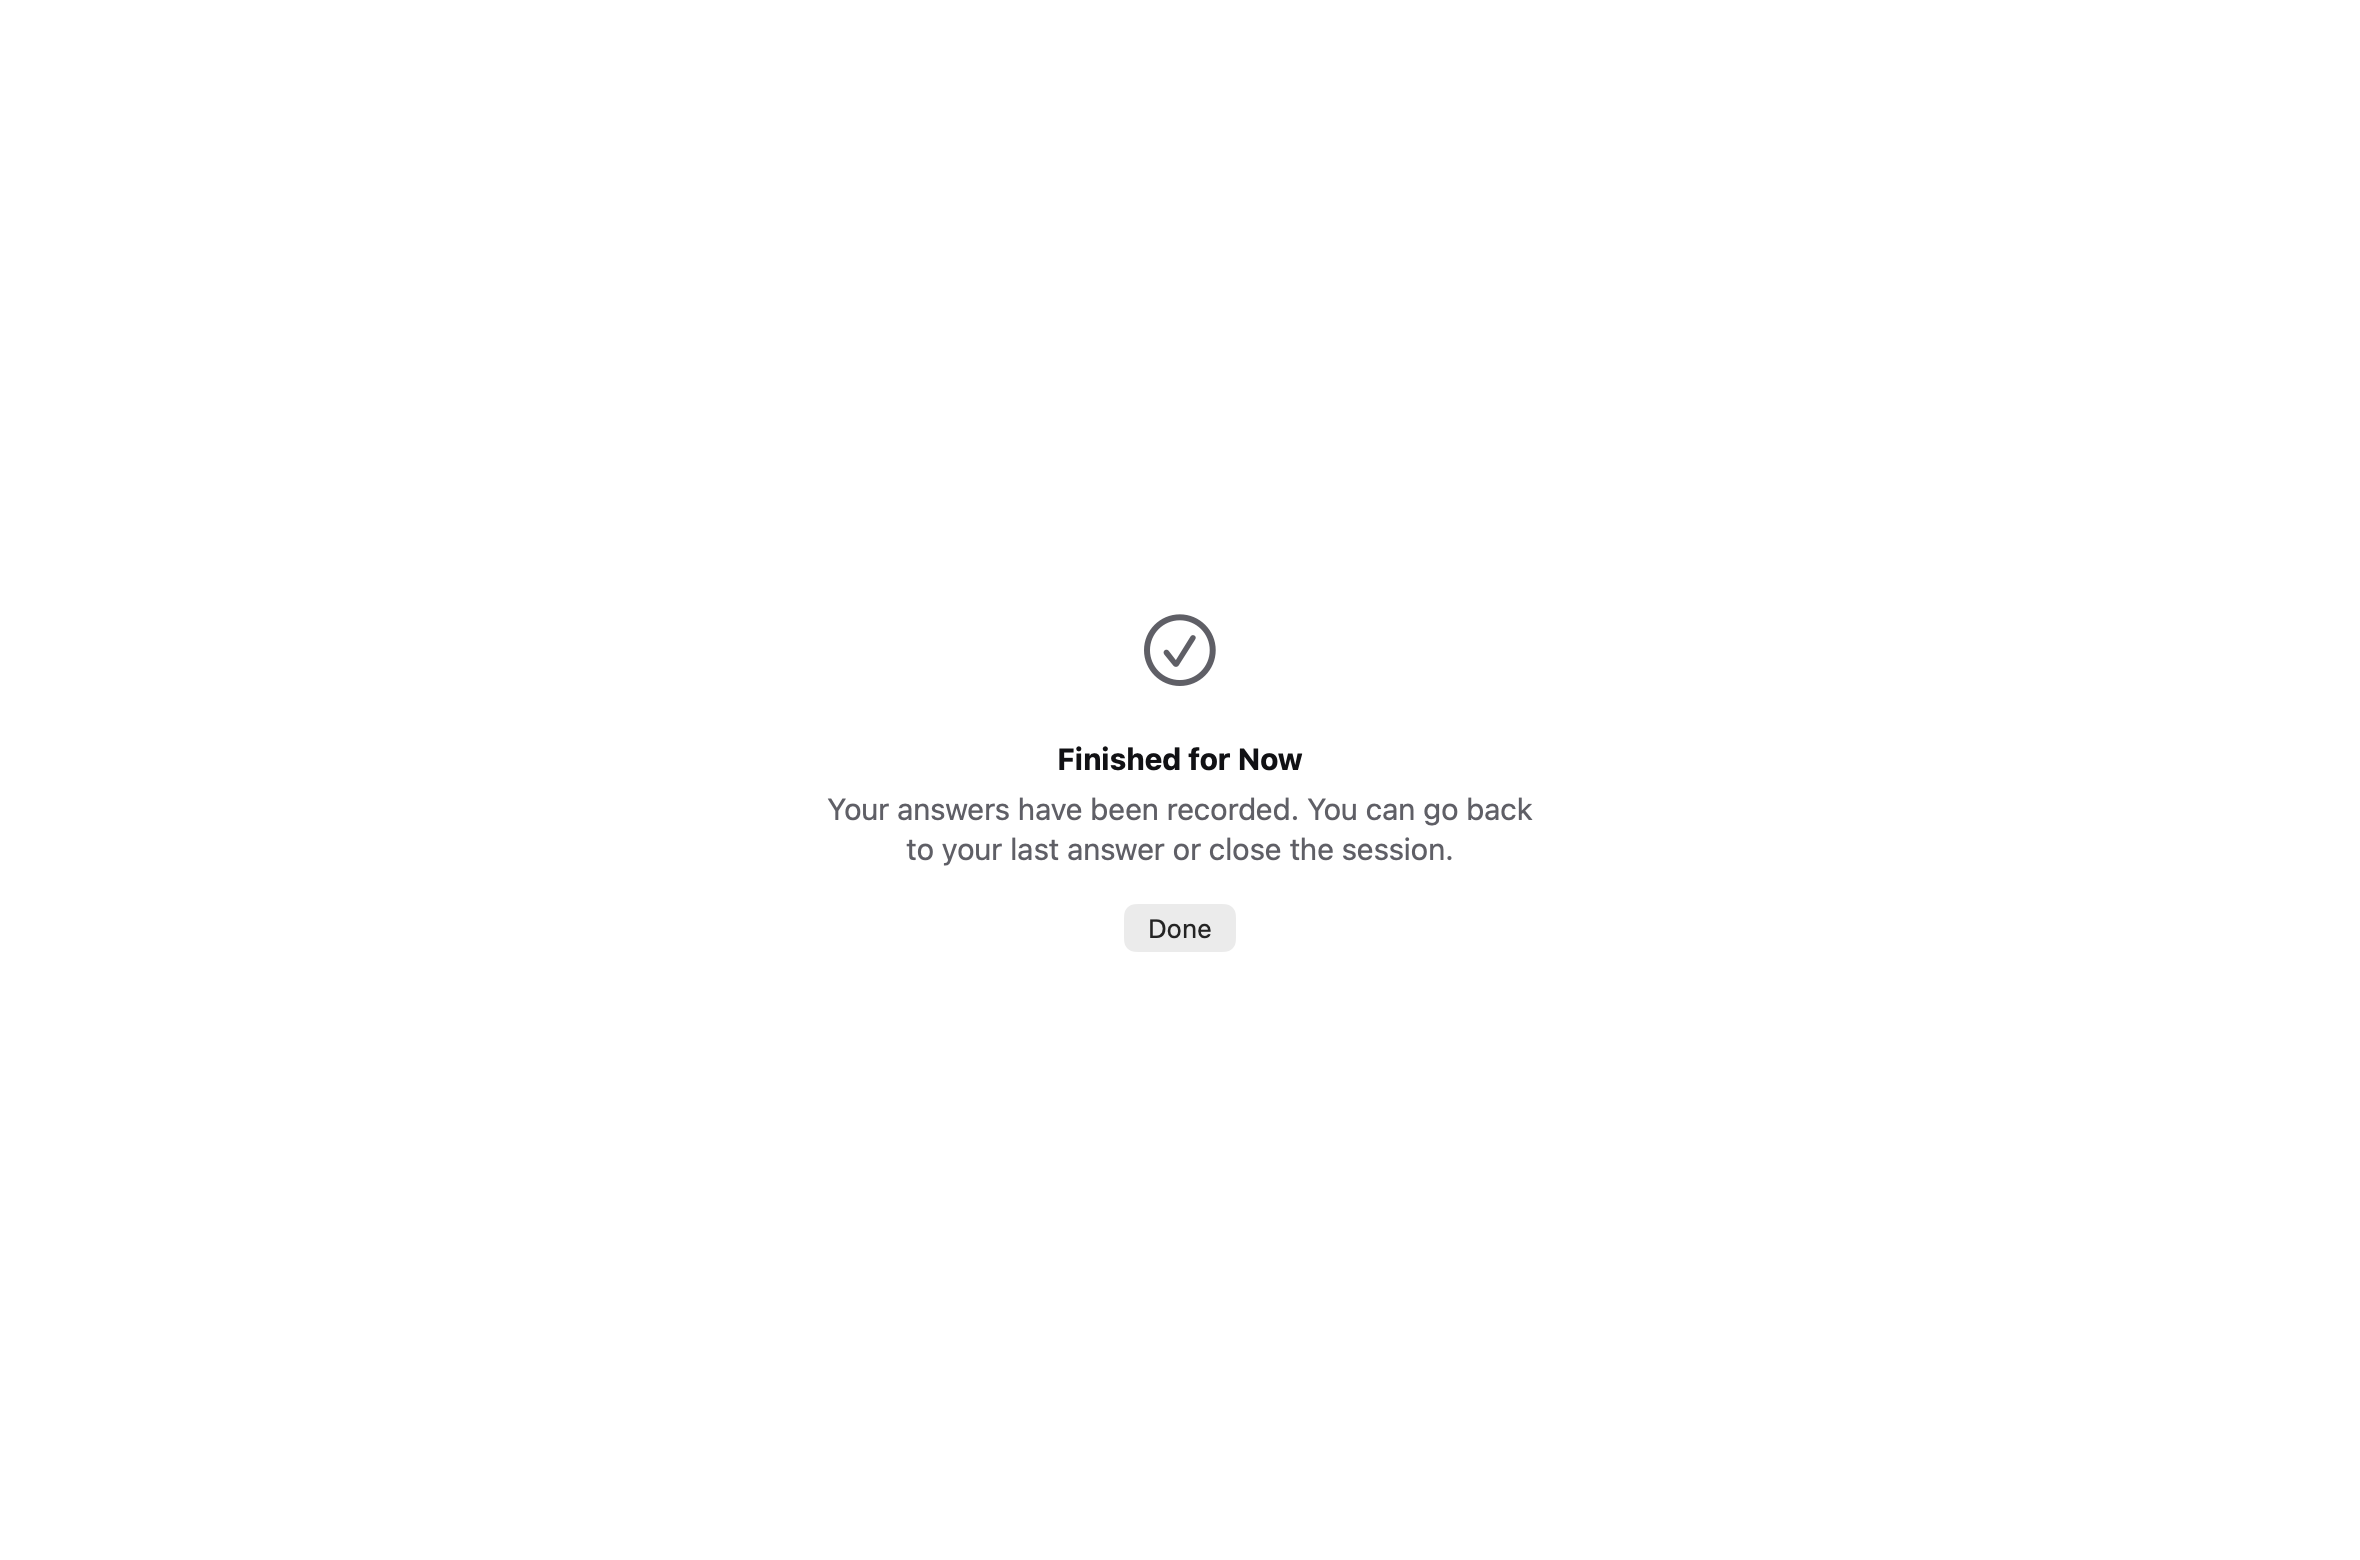 Finished for Now
Your answers have been recorded. You can go back
to your last answer or close the session.
Done